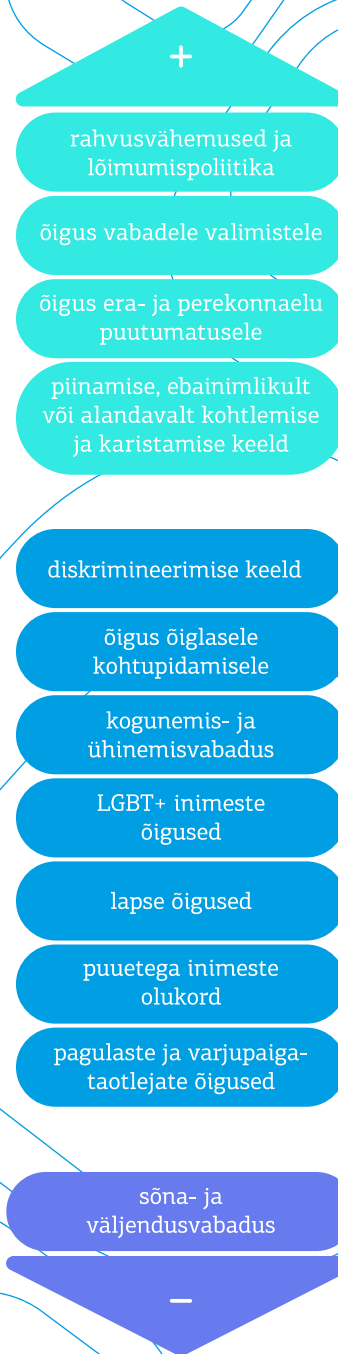 +
rahvusvähemused ja
lõimumispoliitika
õigus vabadele valimistele
õigus era- ja perekonnaelu
puutumatusele
piinamise, ebainimlikult
või alandavalt kohtlemise
ja karistamise keeld
diskrimineerimise keeld
õigus õiglasele
kohtupidamisele
kogunemis- ja
ühinemisvabadus
LGBT+ inimeste
õigused
lapse õigused
puuetega inimeste
olukord
pagulaste ja varjupaiga-
taotlejate õigused
sõna- ja
väljendusvabadus
–